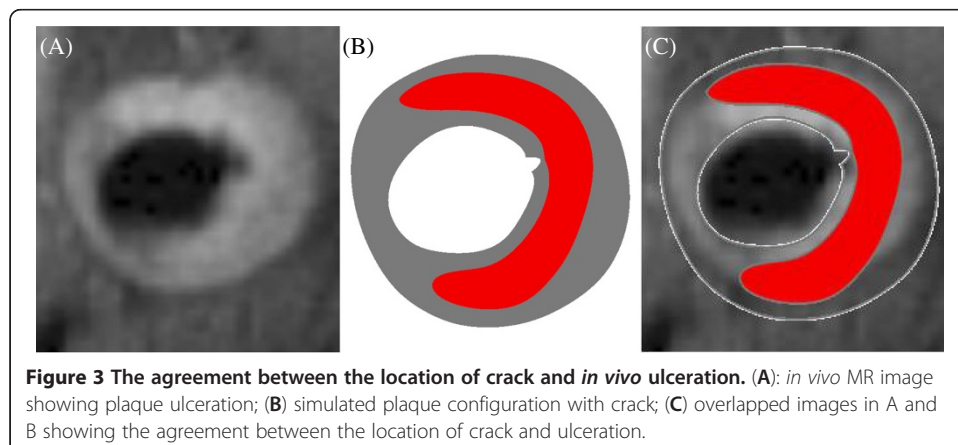 (A) (B) (C)
Figure 3 The agreement between the location of crack and in vivo ulceration. (A): in vivo MR image
showing plaque ulceration; (B) simulated plaque configuration with crack; (C) overlapped images in A and
B showing the agreement between the location of crack and ulceration.